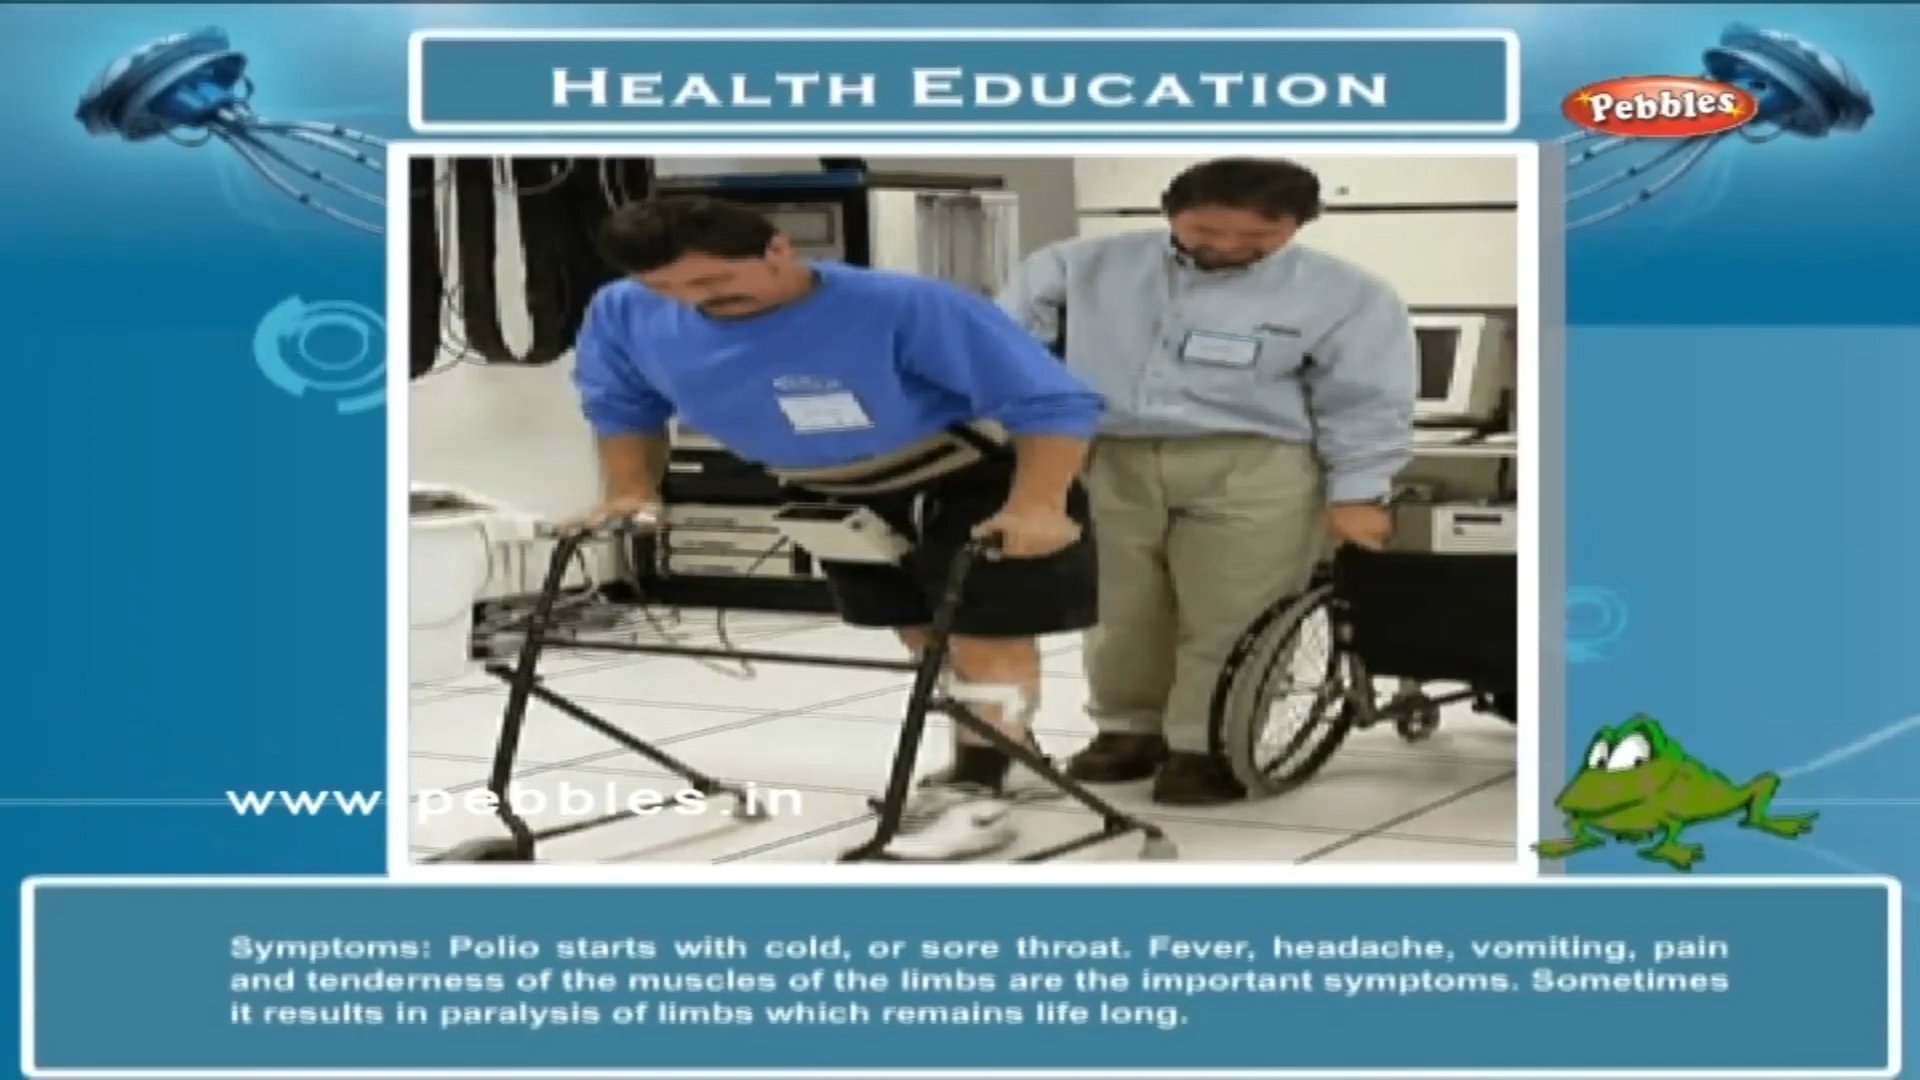 HEALTH EDUCATION
Pebbles
www.pebbles.in
Symptoms: Polio starts with cold, or sore throat. Fever, headache, vomiting, pain
and tenderness of the muscles of the limbs are the important symptoms. Sometimes
it results in paralysis of limbs which remains life long.